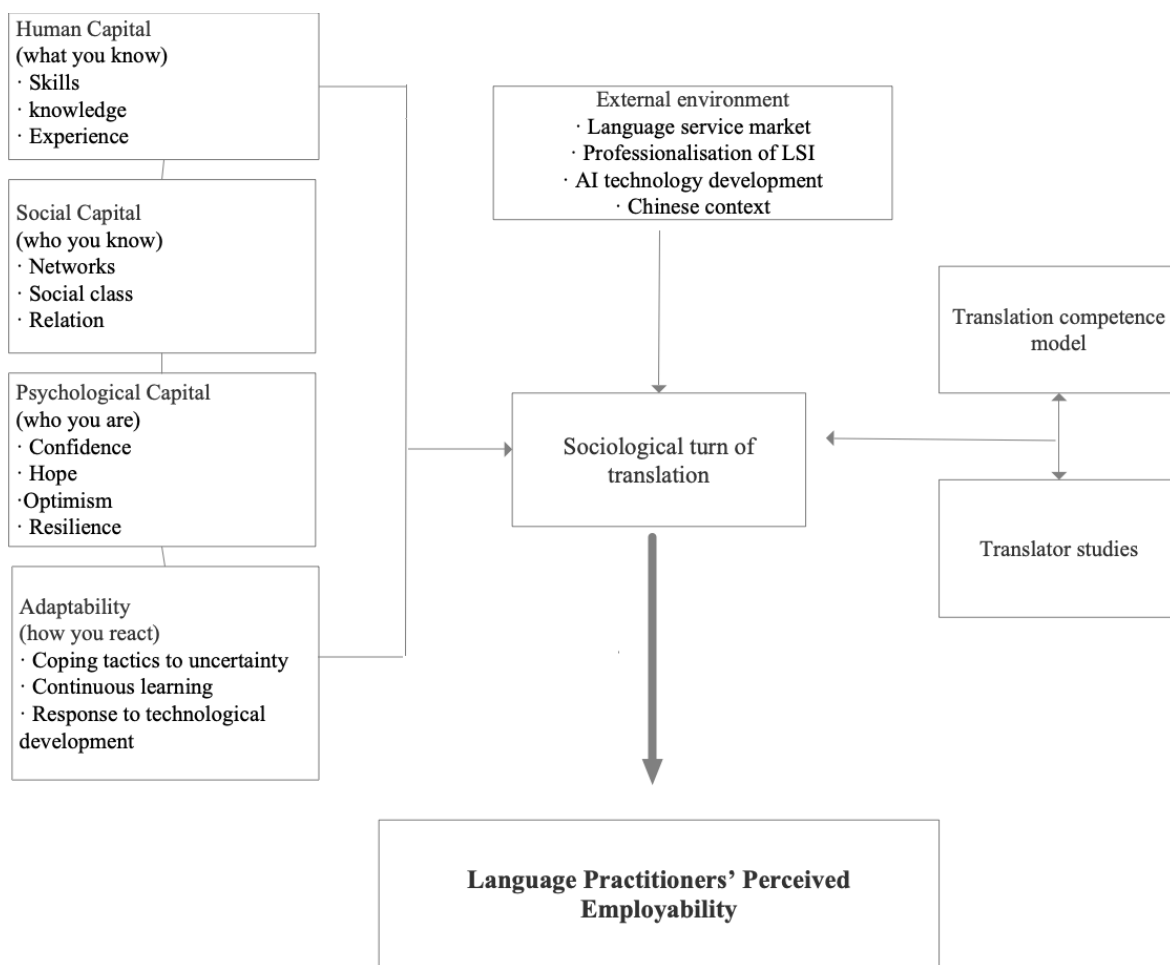 Human Capital
(what you know)
· Skills
· knowledge
· Experience
Social Capital
(who you know)
· Networks
· Social class
· Relation
Psychological Capital
(who you are)
· Confidence
· Hope
·Optimism
· Resilience
Adaptability
(how you react)
· Coping tactics to uncertainty
· Continuous learning
· Response to technological
development
External environment
· Language service market
· Professionalisation of LSI
· AI technology development
· Chinese context
Sociological turn of
translation
Translation competence
model
Translator studies
Language Practitioners’ Perceived
Employability